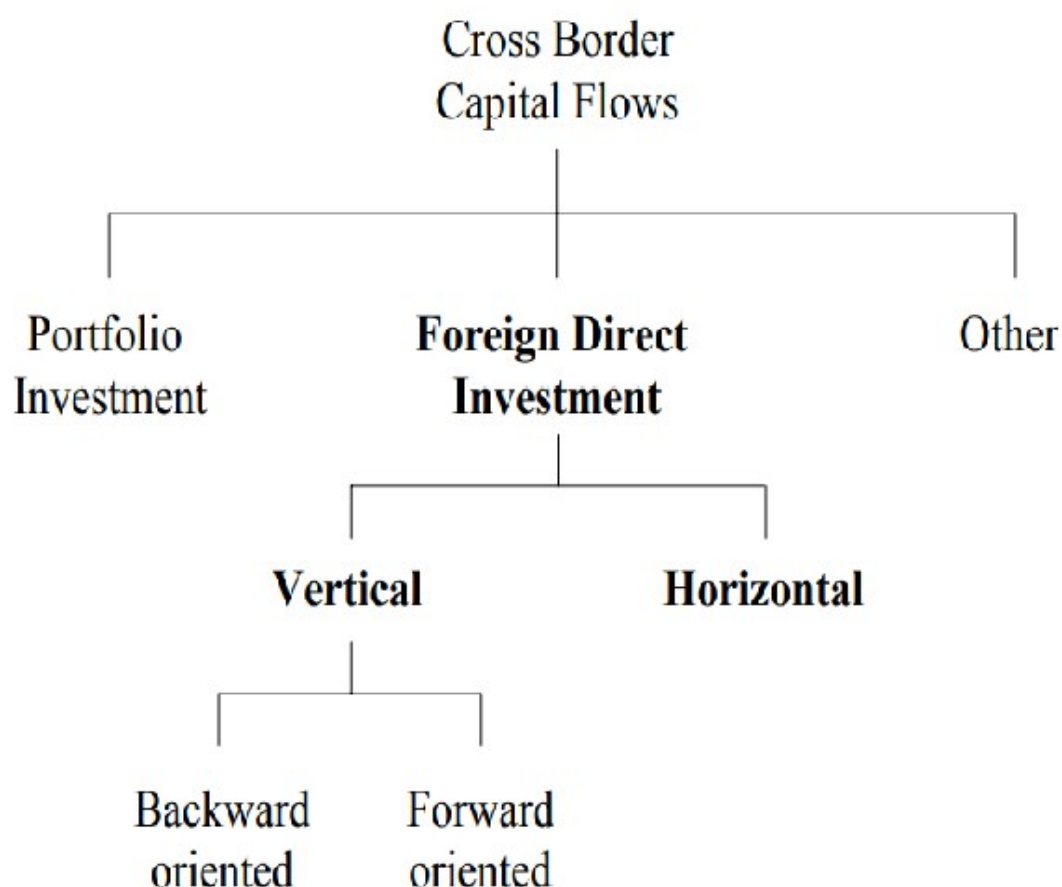 Cross Border
Capital Flows
Portfolio
Investment
Foreign Direct
Investment
Other
Vertical
Horizontal
Backward
oriented
Forward
oriented